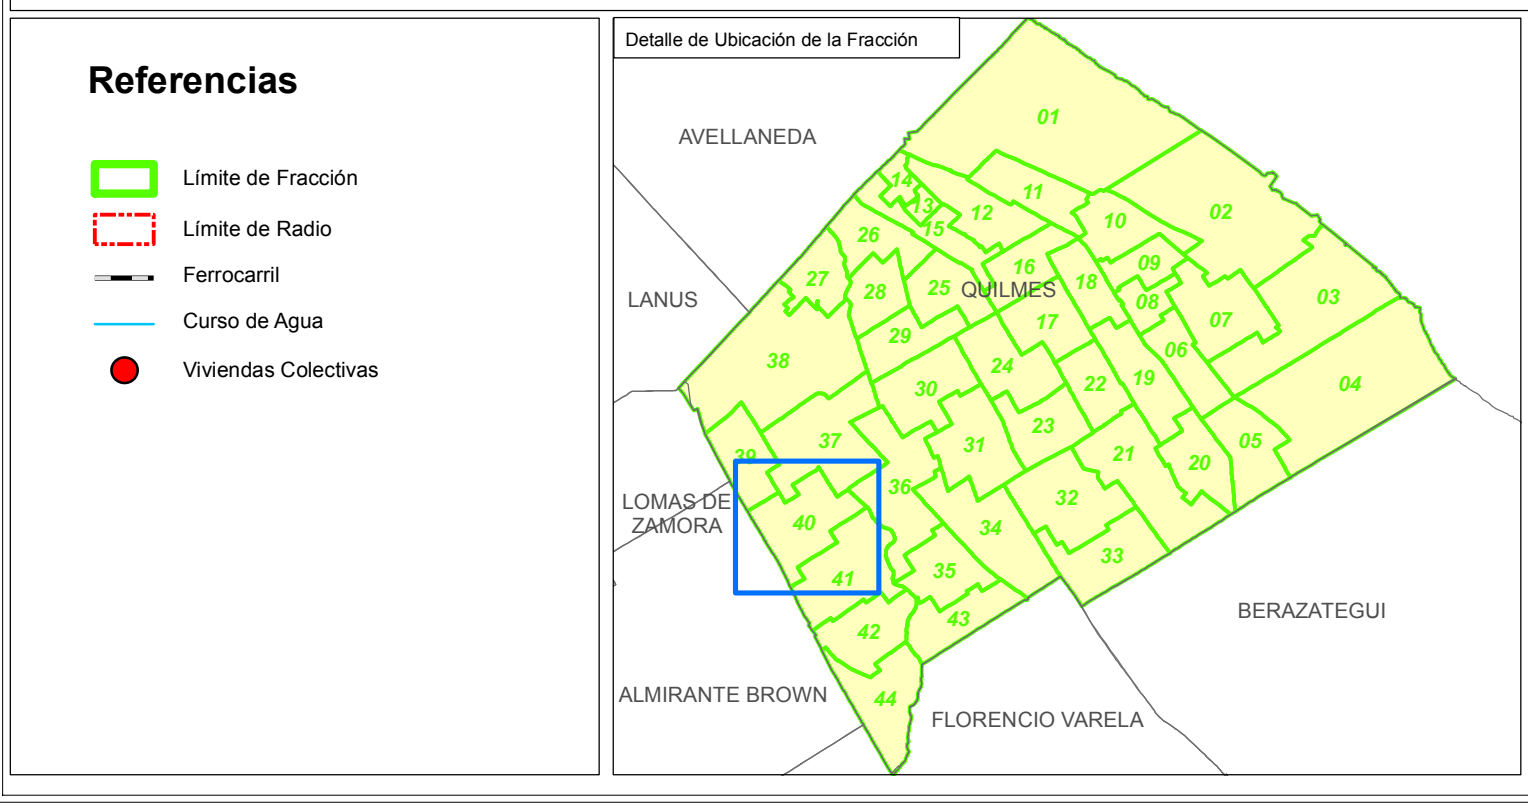 Referencias
Límite de Fracción
Límite de Radio
Ferrocarril
Curso de Agua
Viviendas Colectivas
Detalle de Ubicación de la Fracción
AVELLANEDA
01
14
11
13
12
02
15
10
26
09
16
27
18
28
25
QUILMES
03
LANUS
08
07
17
29
06
38
24
19
22
04
30
23
37
31
05
39
21
20
36
32
LOMAS DE
ZAMORA
40
34
33
35
41
BERAZATEGUI
43
42
ALMIRANTE BROWN
44
FLORENCIO VARELA